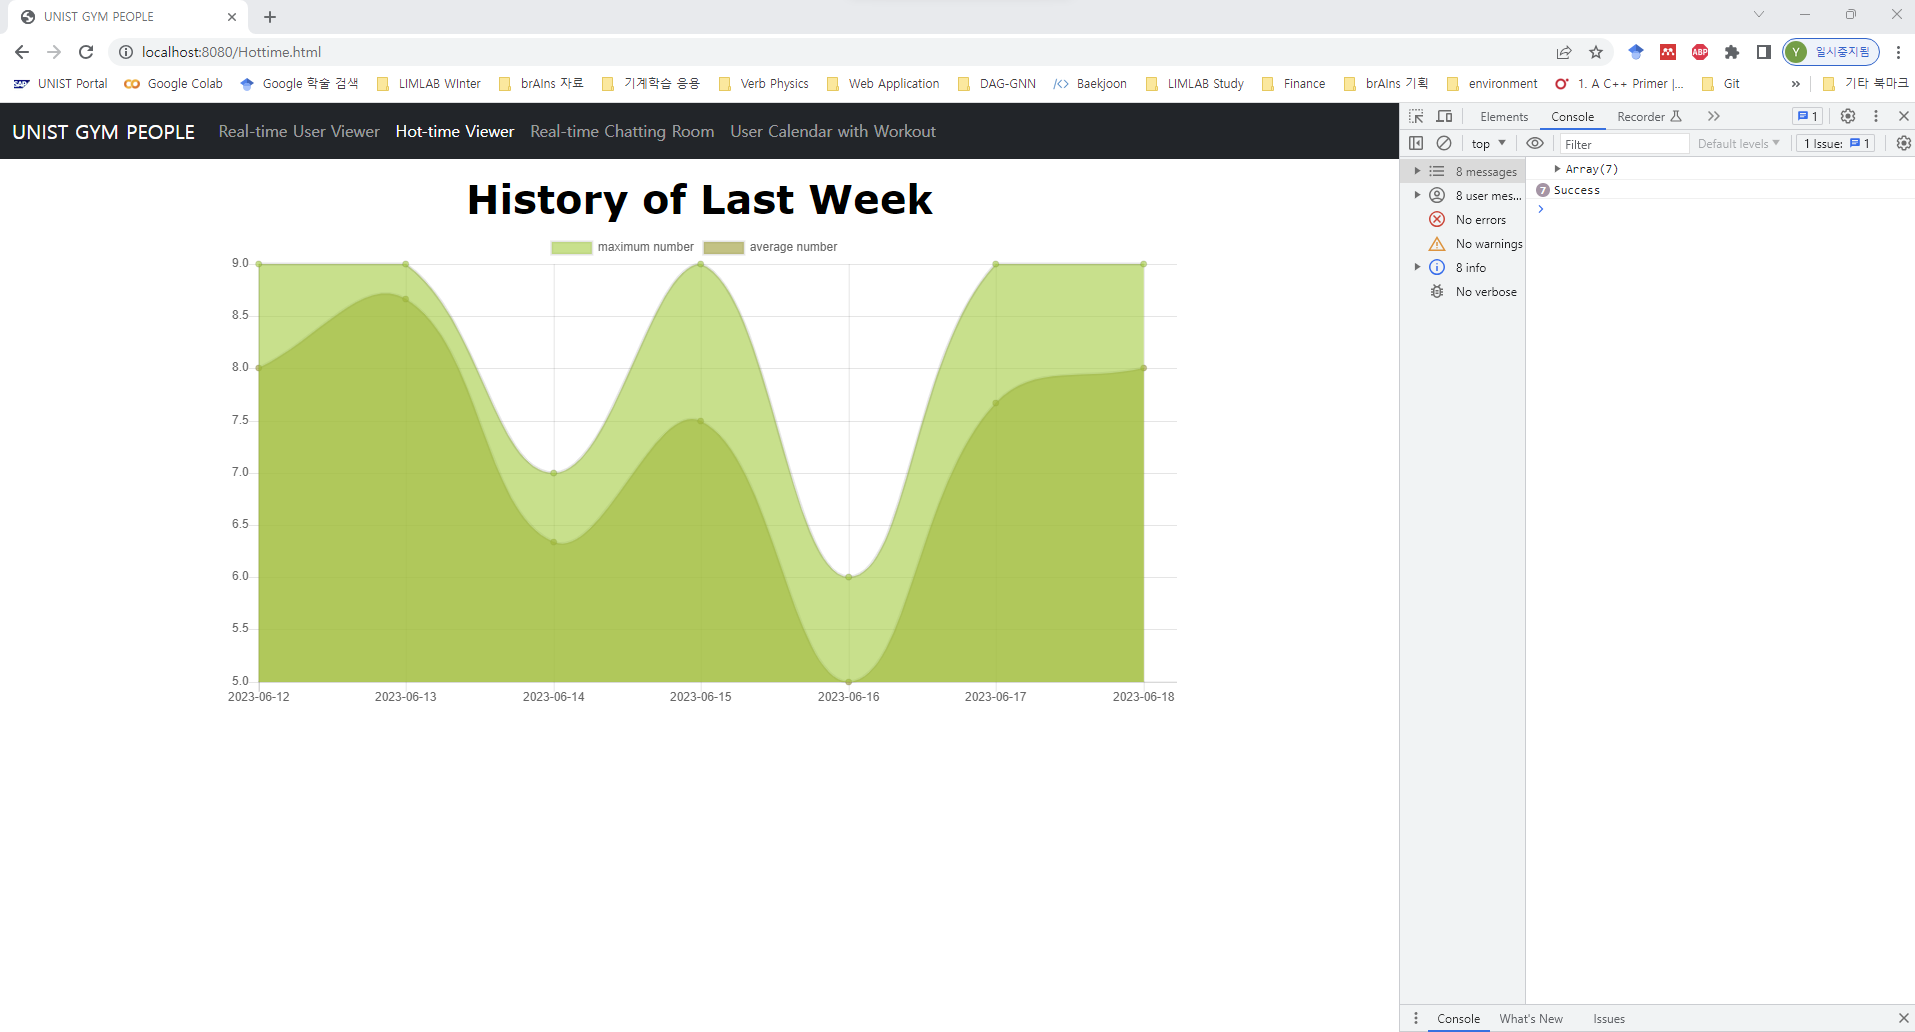 UNIST GYM PEOPLE
localhost:8080/Hottime.html
ABP
Y 일시중지됨
UNIST Portal Google Colab Google 학술 검색 LIMLAB WInter brAIns 자료 기계학습 응용 Verb Physics Web Application DAG-GNN Baekjoon LIMLAB Study Finance brAIns 기획 environment 1. A C++ Primer |... Git » 기타 북마크
UNIST GYM PEOPLE Real-time User Viewer Hot-time Viewer Real-time Chatting Room User Calendar with Workout
History of Last Week
maximum number average number
9.0
8.5
8.0
7.5
7.0
6.5
6.0
5.5
5.0
2023-06-12 2023-06-13 2023-06-14 2023-06-15 2023-06-16 2023-06-17 2023-06-18
Elements Console Recorder 1
top Filter Default levels 1 Issue: 1
8 messages
8 user mes...
No errors
No warnings
8 info
No verbose
Array(7)
7 Success
Console What's New Issues